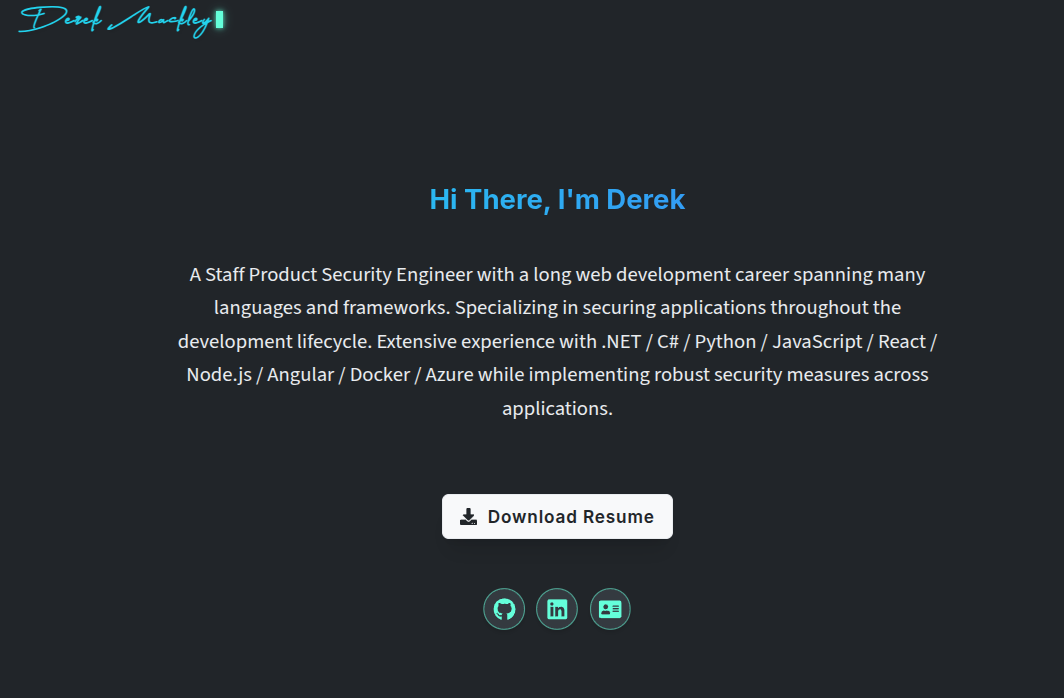 Derek Mackley
Hi There, I'm Derek
A Staff Product Security Engineer with a long web development career spanning many
languages and frameworks. Specializing in securing applications throughout the
development lifecycle. Extensive experience with .NET / C# / Python / JavaScript / React /
Node.js / Angular / Docker / Azure while implementing robust security measures across
applications.
Download Resume
in